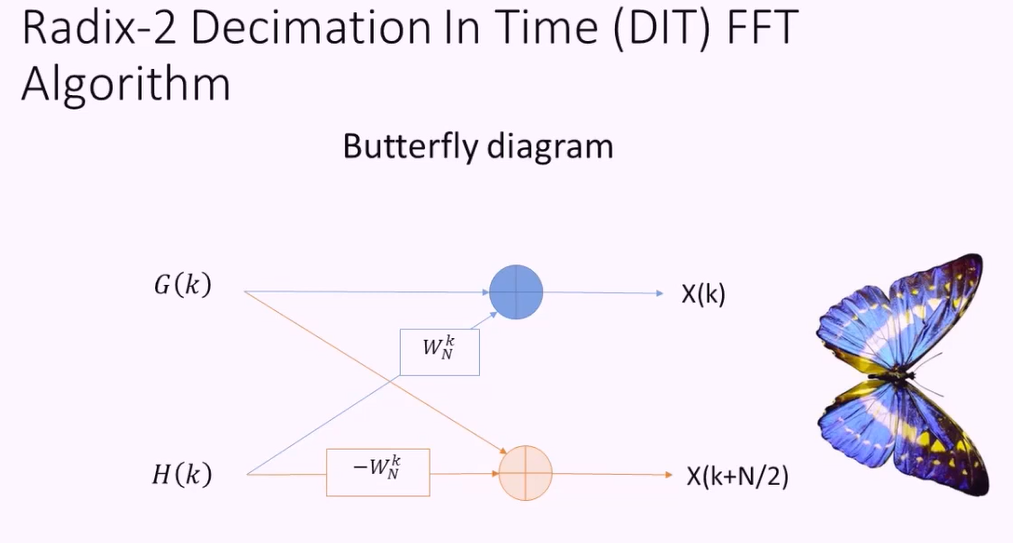 Radix-2 Decimation In Time (DIT) FFT
Algorithm
Butterfly diagram
G(k)
X(k)
W_N^k
H(k)
−W_N^k
X(k+N/2)